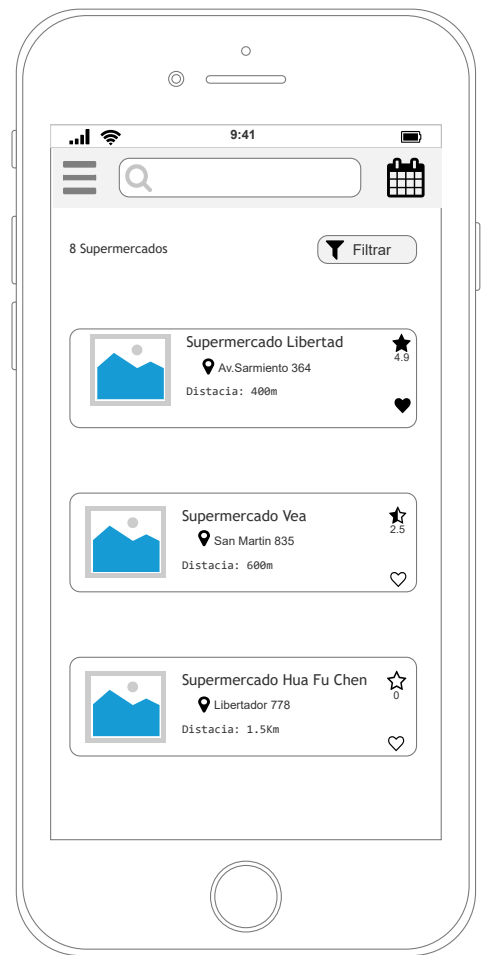 9:41
8 Supermercados
Filtrar
Supermercado Libertad
Av.Sarmiento 364
4.9
Distacia: 400m
Supermercado Vea
San Martin 835
2.5
Distacia: 600m
Supermercado Hua Fu Chen
Libertador 778
0
Distacia: 1.5Km